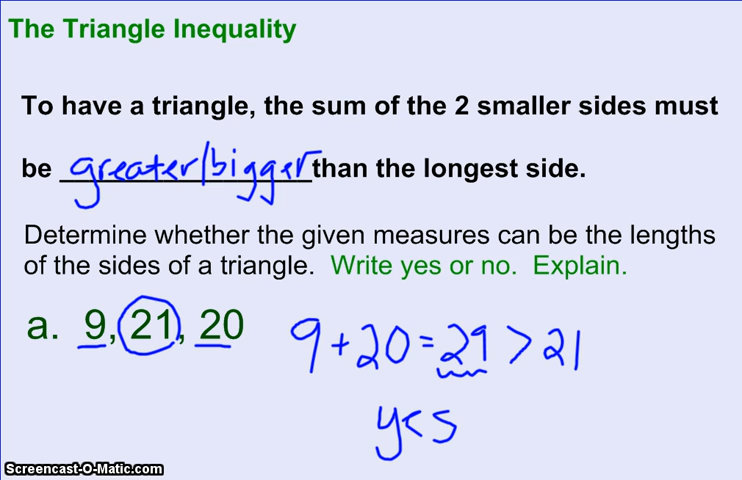 The Triangle Inequality
To have a triangle, the sum of the 2 smaller sides must
be greater/bigger than the longest side.
Determine whether the given measures can be the lengths
of the sides of a triangle. Write yes or no. Explain.
a. 9, 21, 20 9 + 20 = 29 > 21
yes
Screencast-O-Matic.com